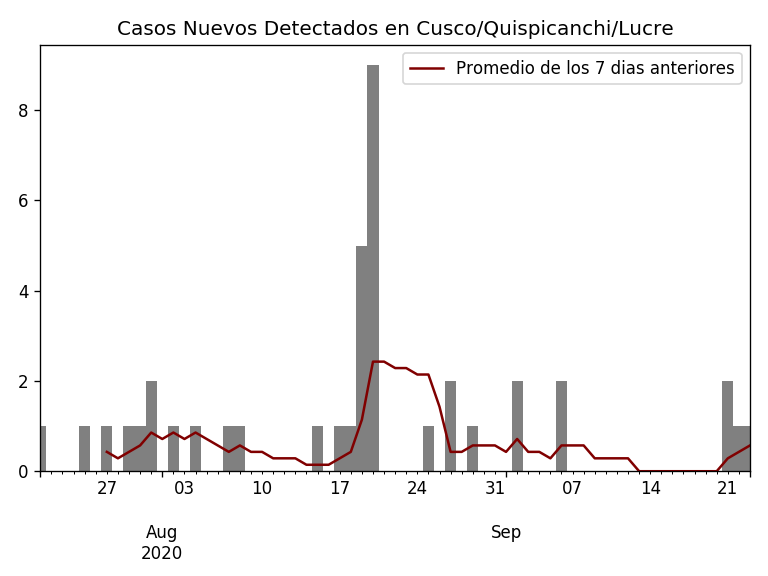 Casos Nuevos Detectados en Cusco/Quispicanchi/Lucre
Promedio de los 7 dias anteriores
8
6
4
2
0
27 03 10 17 24 31 07 14 21
Aug Sep
2020